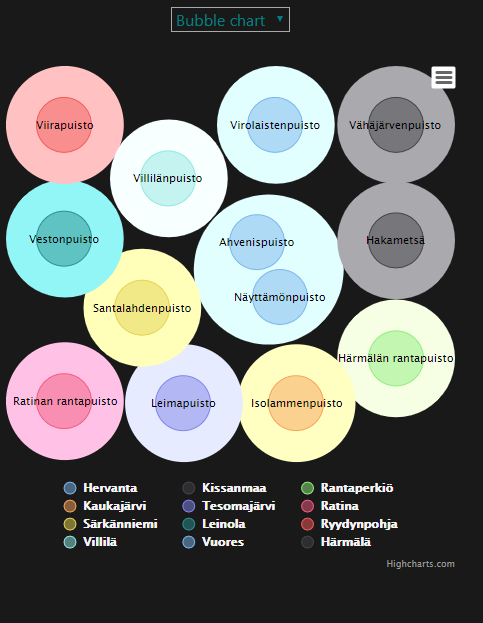 Bubble chart
Viirapuisto
Virolaistenpuisto
Vähäjärvenpuisto
Villilänpuisto
Vestonpuisto
Ahvenispuisto
Hakametsä
Näyttämönpuisto
Santalahdenpuisto
Härmälän rantapuisto
Ratinan rantapuisto
Leimapuisto
Isolammenpuisto
Hervanta Kissanmaa Rantaperkiö
Kaukajärvi Tesomajärvi Ratina
Särkänniemi Leinola Ryydynpohja
Villilä Vuores Härmälä
Highcharts.com